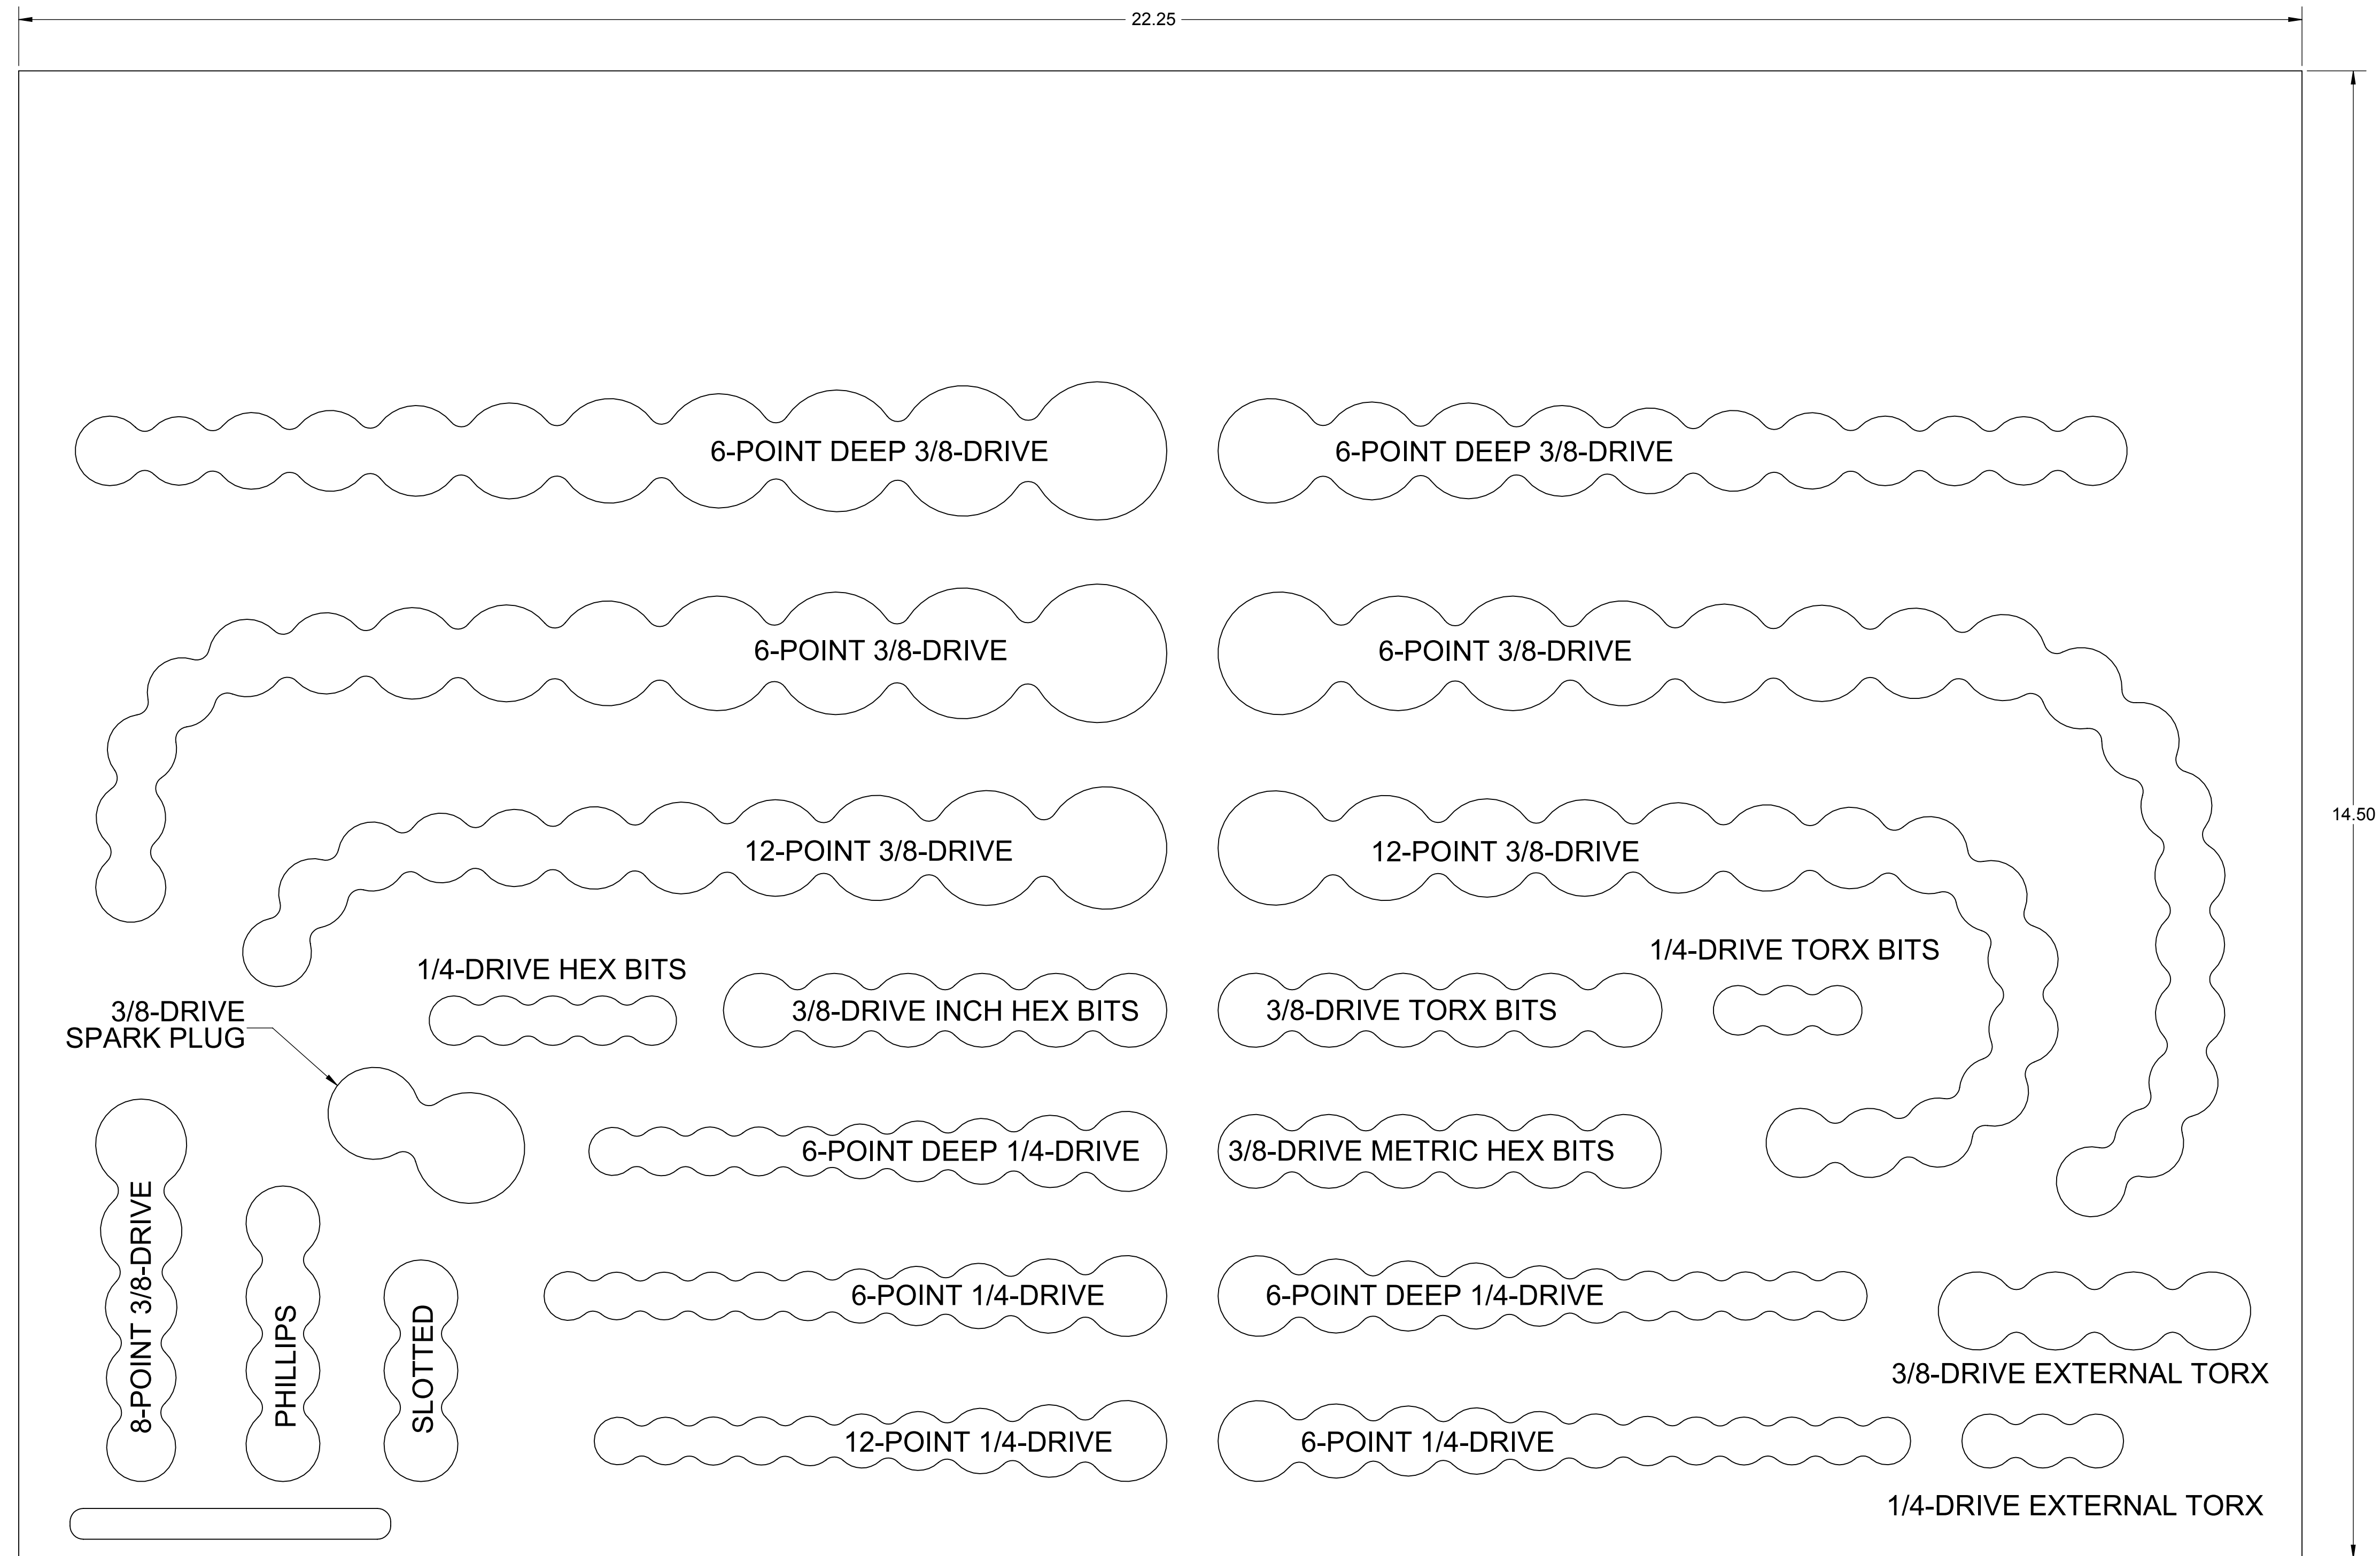 22.25
14.50
6-POINT DEEP 3/8-DRIVE
6-POINT DEEP 3/8-DRIVE
6-POINT 3/8-DRIVE
6-POINT 3/8-DRIVE
12-POINT 3/8-DRIVE
12-POINT 3/8-DRIVE
1/4-DRIVE HEX BITS
1/4-DRIVE TORX BITS
3/8-DRIVE
SPARK PLUG
3/8-DRIVE INCH HEX BITS
3/8-DRIVE TORX BITS
6-POINT DEEP 1/4-DRIVE
3/8-DRIVE METRIC HEX BITS
8-POINT 3/8-DRIVE
PHILLIPS
SLOTTED
6-POINT 1/4-DRIVE
6-POINT DEEP 1/4-DRIVE
3/8-DRIVE EXTERNAL TORX
12-POINT 1/4-DRIVE
6-POINT 1/4-DRIVE
1/4-DRIVE EXTERNAL TORX